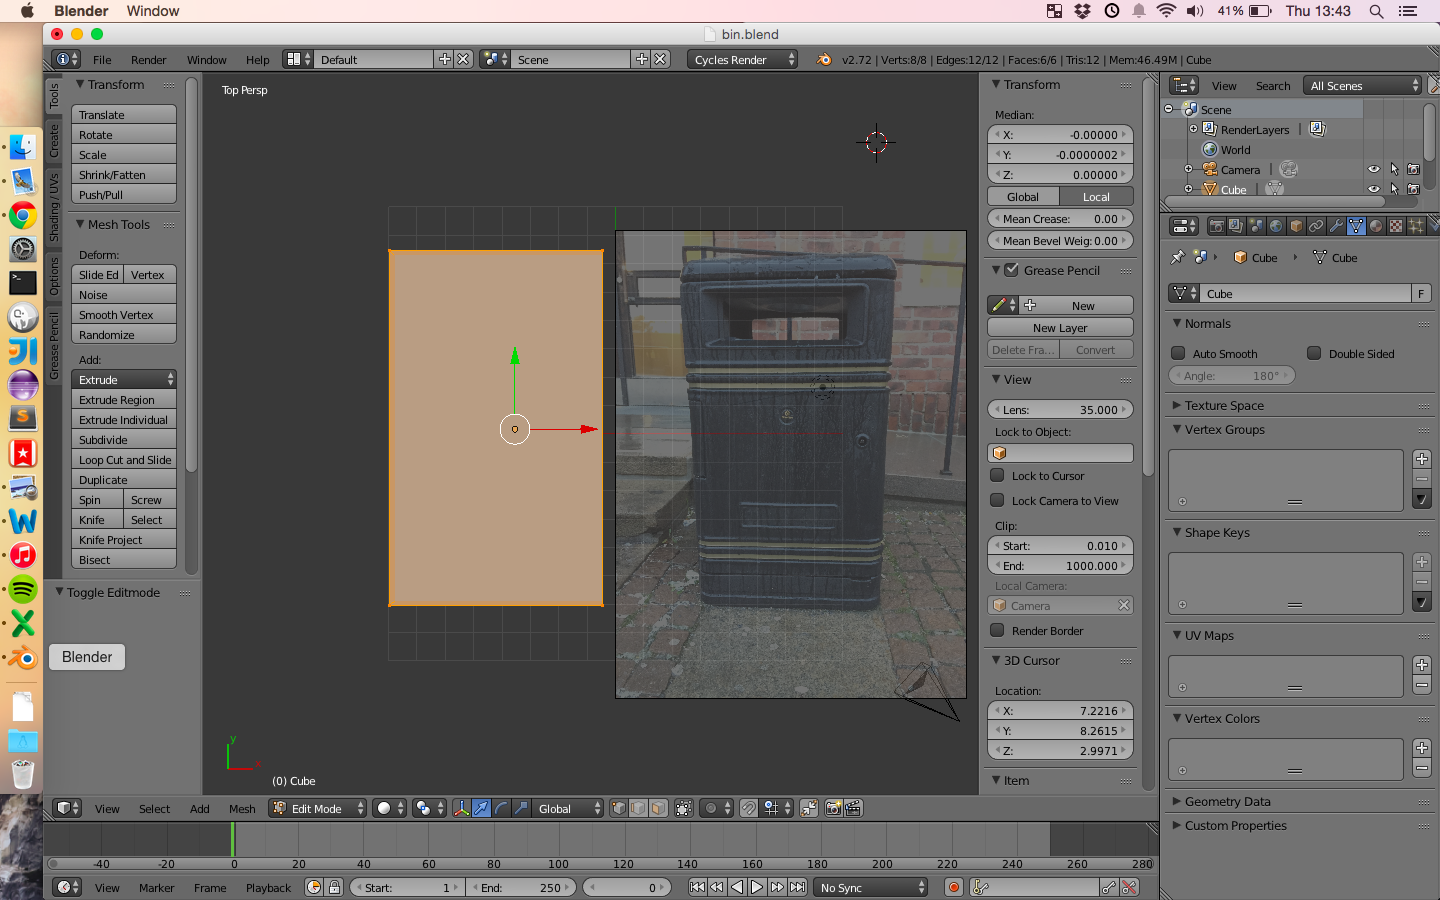 Blender Window 41% Thu 13:43
bin.blend
File Render Window Help Default Scene Cycles Render v2.72 | Verts:8/8 | Edges:12/12 | Faces:6/6 | Tris:12 | Mem:46.49M | Cube
Tools
Create
Shading / UVs
Options
Grease Pencil
Transform
Translate
Rotate
Scale
Shrink/Fatten
Push/Pull
Mesh Tools
Deform:
Slide Ed Vertex
Noise
Smooth Vertex
Randomize
Add:
Extrude
Extrude Region
Extrude Individual
Subdivide
Loop Cut and Slide
Duplicate
Spin Screw
Knife Select
Knife Project
Bisect
Toggle Editmode
Blender
Top Persp
y
x
(0) Cube
Transform
Median:
X: -0.00000
Y: -0.0000002
Z: 0.00000
Global Local
Mean Crease: 0.00
Mean Bevel Weig: 0.00
Grease Pencil
New
New Layer
Delete Fra... Convert
View
Lens: 35.000
Lock to Object:
Lock to Cursor
Lock Camera to View
Clip:
Start: 0.010
End: 1000.000
Local Camera:
Camera
Render Border
3D Cursor
Location:
X: 7.2216
Y: 8.2615
Z: 2.9971
Item
View Search All Scenes
Scene
RenderLayers |
World
Camera |
Cube |
Cube Cube
Cube F
Normals
Auto Smooth Double Sided
Angle: 180°
Texture Space
Vertex Groups
Shape Keys
UV Maps
Vertex Colors
Geometry Data
Custom Properties
View Select Add Mesh Edit Mode Global
-40 -20 0 20 40 60 80 100 120 140 160 180 200 220 240 260 280
View Marker Frame Playback Start: 1 End: 250 0 No Sync